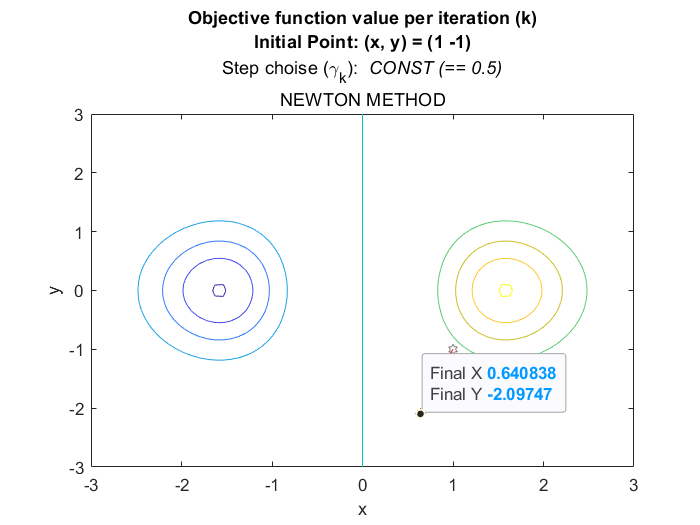 Objective function value per iteration (k)
Initial Point: (x, y) = (1 -1)
Step choise (γk): CONST (== 0.5)
NEWTON METHOD
3
2
1
0
-1
-2
-3
y
Final X 0.640838
Final Y -2.09747
-3 -2 -1 0 1 2 3
x